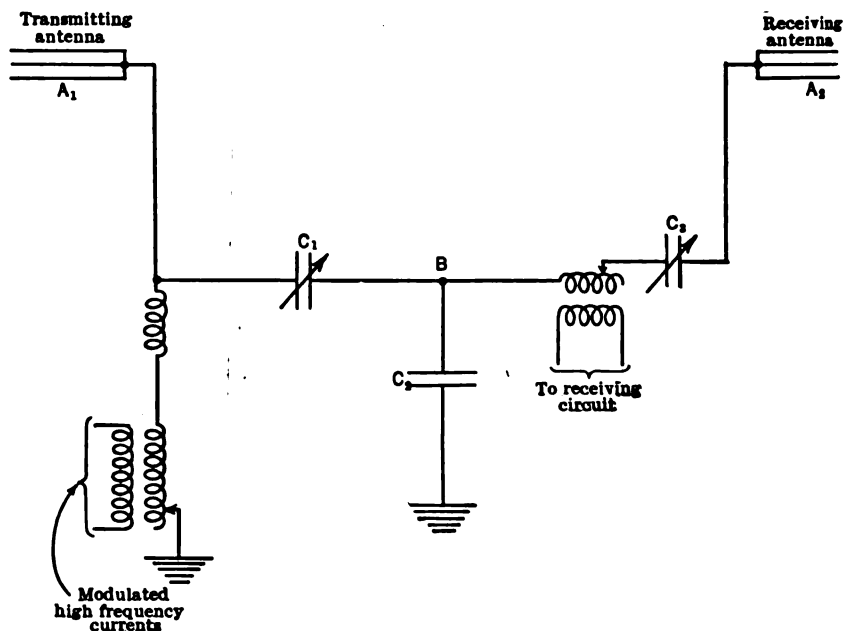 Transmitting
antenna
A₁
Receiving
antenna
A₂
C₁
B
C₃
C₂
To receiving
circuit
Modulated
high frequency
currents